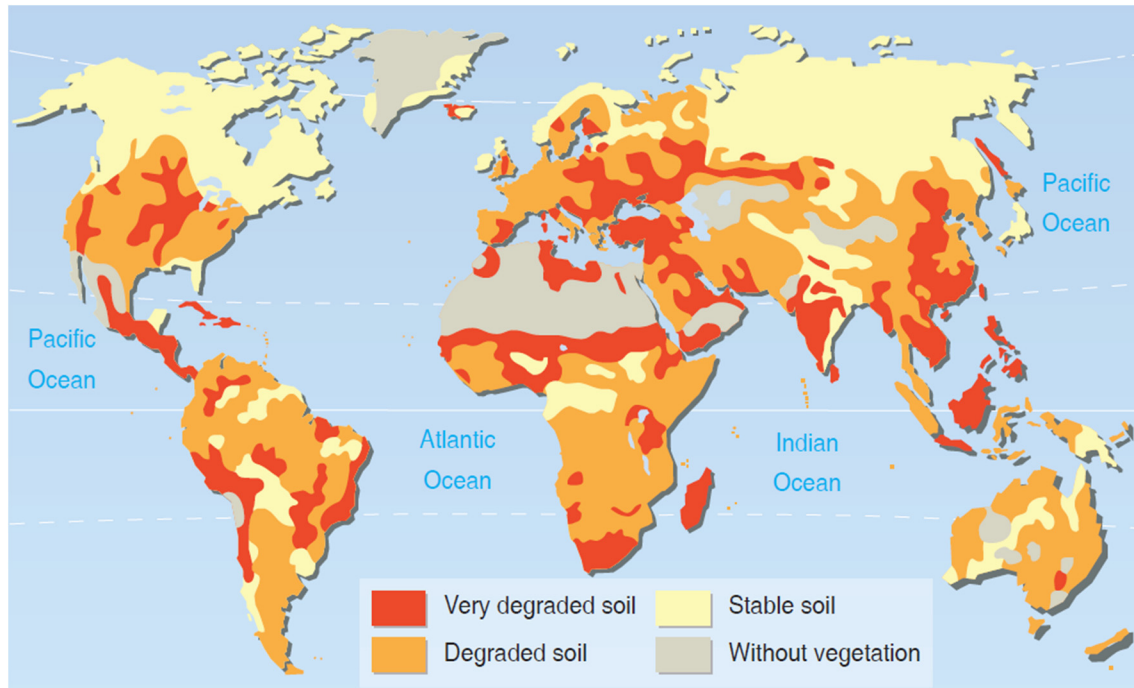 Pacific
Ocean
Pacific
Ocean
Atlantic
Ocean
Indian
Ocean
Very degraded soil
Stable soil
Degraded soil
Without vegetation